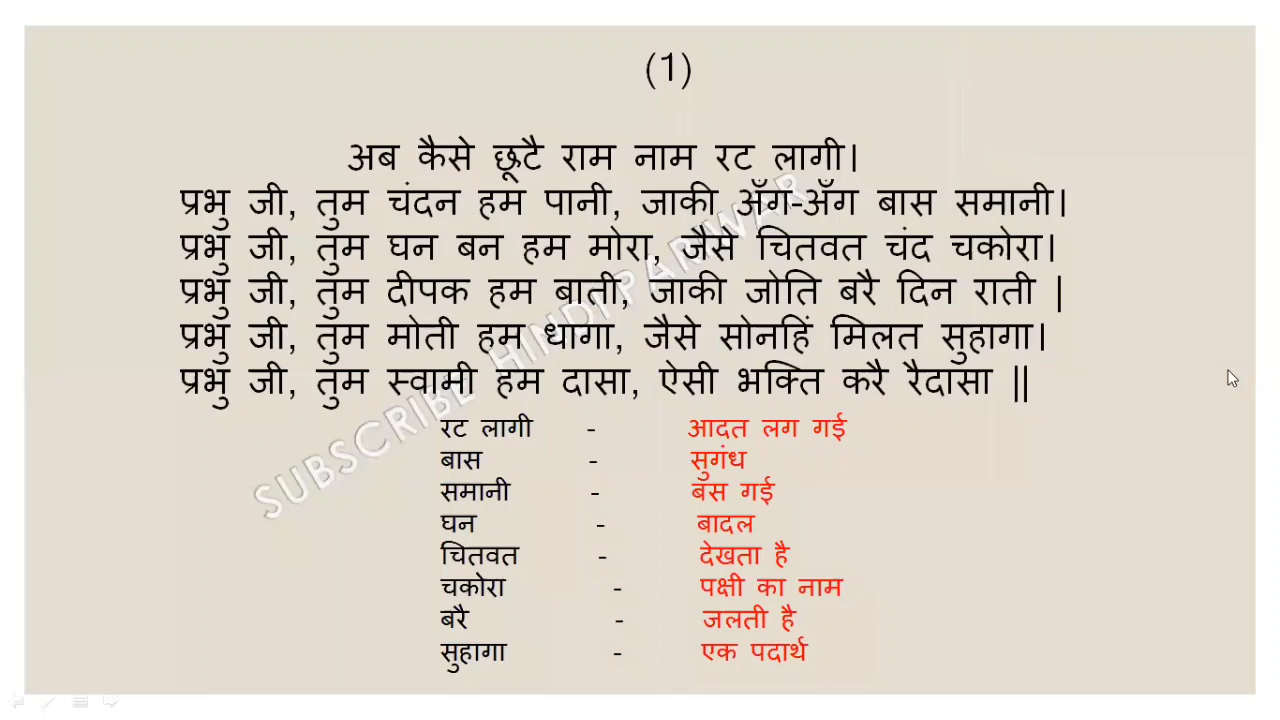 (1)
अब कैसे छूटै राम नाम रट लागी।
प्रभु जी, तुम चंदन हम पानी, जाकी अँग-अँग बास समानी।
प्रभु जी, तुम घन बन हम मोरा, जैसे चितवत चंद चकोरा।
प्रभु जी, तुम दीपक हम बाती, जाकी जोति बरै दिन राती |
प्रभु जी, तुम मोती हम धागा, जैसे सोनहिं मिलत सुहागा।
प्रभु जी, तुम स्वामी हम दासा, ऐसी भक्ति करै रैदासा ||
SUBSCRIBE HINDI PARIWAR
रट लागी - आदत लग गई
बास - सुगंध
समानी - बस गई
घन - बादल
चितवत - देखता है
चकोरा - पक्षी का नाम
बरै - जलती है
सुहागा - एक पदार्थ